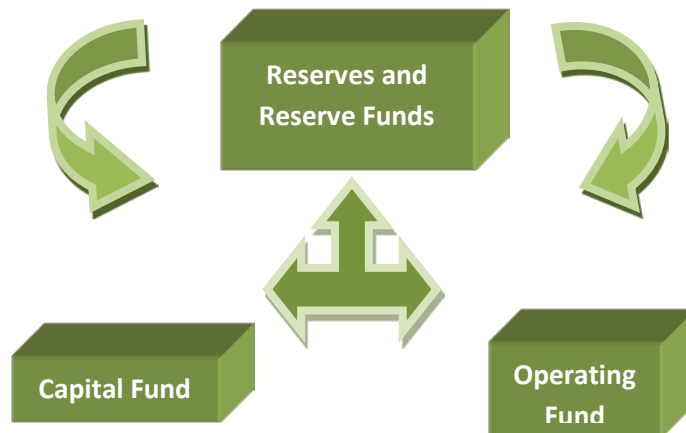 Reserves and
Reserve Funds
Capital Fund
Operating
Fund